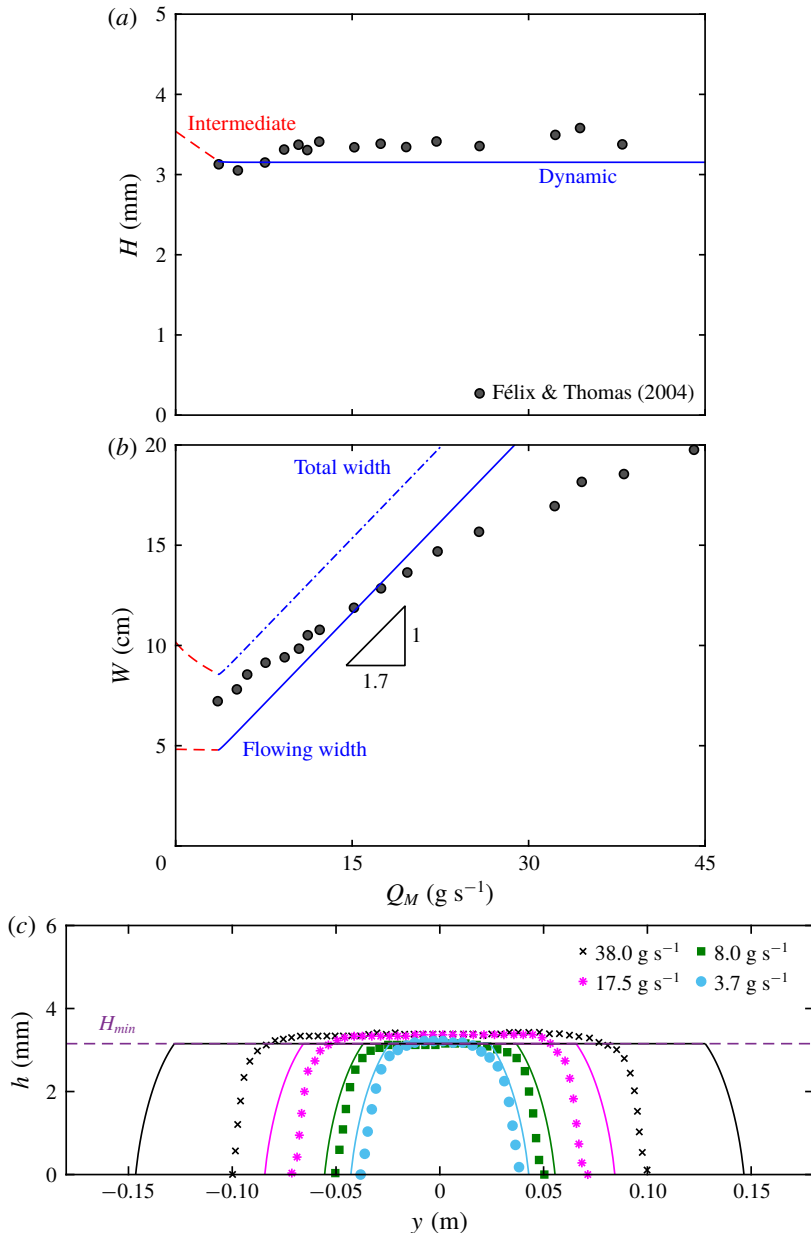 (a)
5
4
3
2
1
0
H (mm)
Intermediate
Dynamic
Félix & Thomas (2004)
(b)
20
15
10
5
W (cm)
Total width
Flowing width
1
1.7
0 15 30 45
Q_M (g s⁻¹)
(c)
6
3
0
h (mm)
H_min
38.0 g s⁻¹ 8.0 g s⁻¹
17.5 g s⁻¹ 3.7 g s⁻¹
−0.15 −0.10 −0.05 0 0.05 0.10 0.15
y (m)